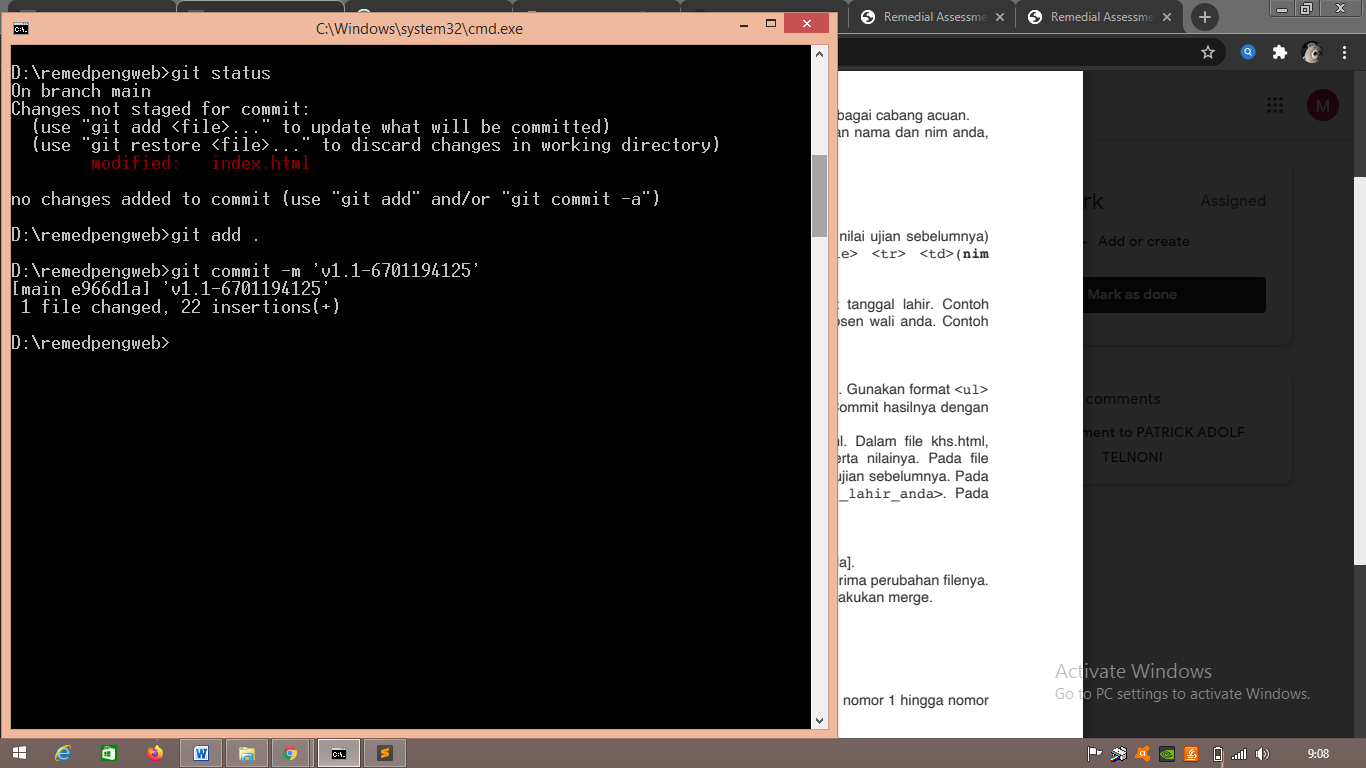 Remedial Assessme
Remedial Assessme
C:\Windows\system32\cmd.exe
D:\remedpengweb>git status
On branch main
Changes not staged for commit:
(use "git add <file>..." to update what will be committed)
(use "git restore <file>..." to discard changes in working directory)
modified: index.html
no changes added to commit (use "git add" and/or "git commit -a")
D:\remedpengweb>git add .
D:\remedpengweb>git commit -m 'v1.1-6701194125'
[main e966d1a] 'v1.1-6701194125'
1 file changed, 22 insertions(+)
D:\remedpengweb>
bagai cabang acuan.
an nama dan nim anda,
nilai ujian sebelumnya)
le> <tr> <td>(nim
tanggal lahir. Contoh
osen wali anda. Contoh
. Gunakan format <ul>
Commit hasilnya dengan
l. Dalam file khs.html,
erta nilainya. Pada file
ujian sebelumnya. Pada
_lahir_anda>. Pada
a].
rima perubahan filenya.
akukan merge.
nomor 1 hingga nomor
M
rk
Assigned
Add or create
Mark as done
comments
ment to PATRICK ADOLF
TELNONI
Activate Windows
Go to PC settings to activate Windows.
9:08